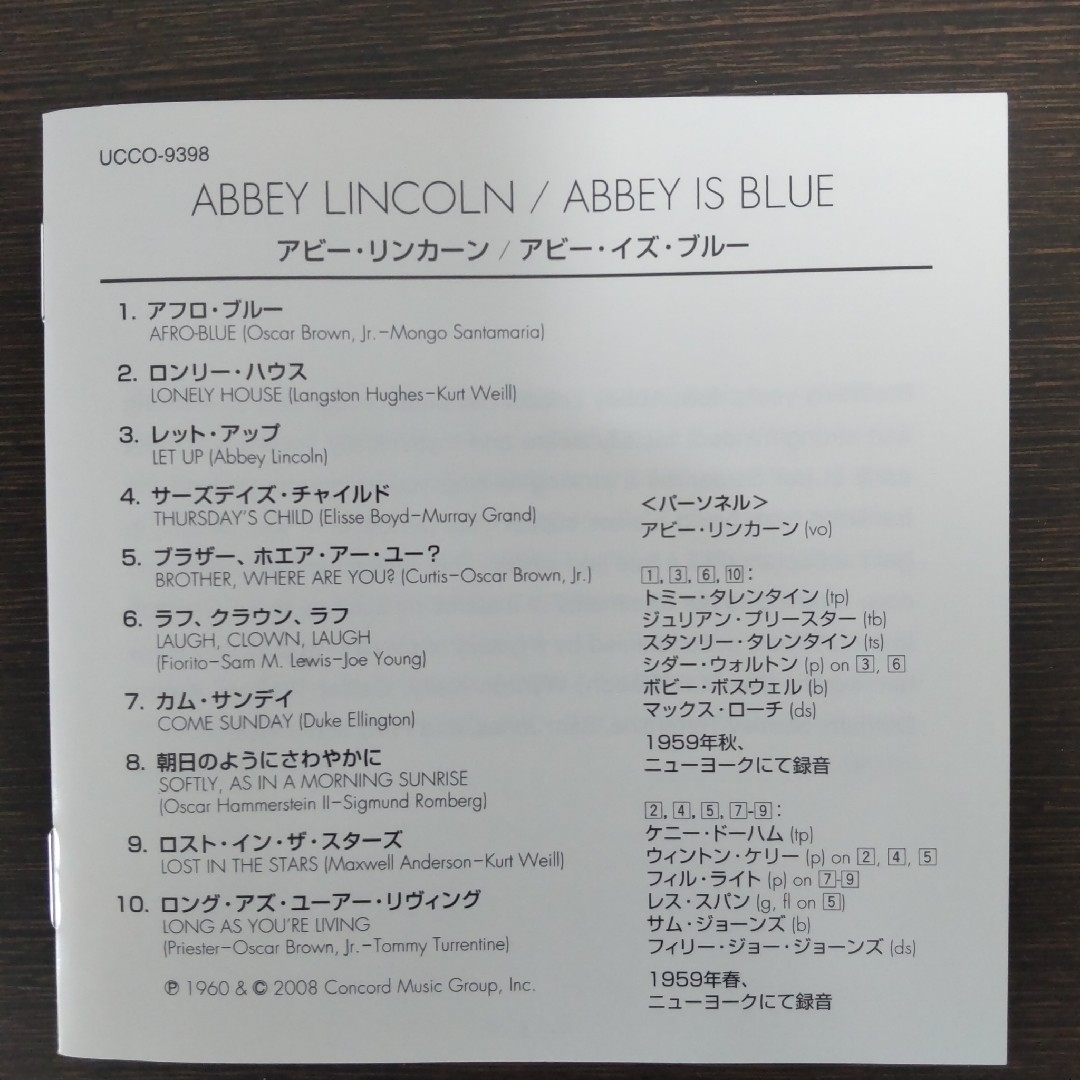 UCCO-9398
ABBEY LINCOLN / ABBEY IS BLUE
アビー・リンカーン / アビー・イズ・ブルー
1. アフロ・ブルー
AFRO-BLUE (Oscar Brown, Jr.–Mongo Santamaria)
2. ロンリー・ハウス
LONELY HOUSE (Langston Hughes–Kurt Weill)
3. レット・アップ
LET UP (Abbey Lincoln)
4. サーズデイズ・チャイルド
THURSDAY'S CHILD (Elisse Boyd–Murray Grand)
5. ブラザー、ホエア・アー・ユー?
BROTHER, WHERE ARE YOU? (Curtis–Oscar Brown, Jr.)
6. ラフ、クラウン、ラフ
LAUGH, CLOWN, LAUGH
(Fiorito–Sam M. Lewis–Joe Young)
7. カム・サンデイ
COME SUNDAY (Duke Ellington)
8. 朝日のようにさわやかに
SOFTLY, AS IN A MORNING SUNRISE
(Oscar Hammerstein II–Sigmund Romberg)
9. ロスト・イン・ザ・スターズ
LOST IN THE STARS (Maxwell Anderson–Kurt Weill)
10. ロング・アズ・ユーアー・リヴィング
LONG AS YOU'RE LIVING
(Priester–Oscar Brown, Jr.–Tommy Turrentine)
℗ 1960 & © 2008 Concord Music Group, Inc.
<パーソネル>
アビー・リンカーン (vo)
1, 3, 6, 10:
トミー・タレンタイン (tp)
ジュリアン・プリースター (tb)
スタンリー・タレンタイン (ts)
シダー・ウォルトン (p) on 3, 6
ボビー・ボスウェル (b)
マックス・ローチ (ds)
1959年秋、
ニューヨークにて録音
2, 4, 5, 7-9:
ケニー・ドーハム (tp)
ウィントン・ケリー (p) on 2, 4, 5
フィル・ライト (p) on 7-9
レス・スパン (g, fl on 5)
サム・ジョーンズ (b)
フィリー・ジョー・ジョーンズ (ds)
1959年春、
ニューヨークにて録音